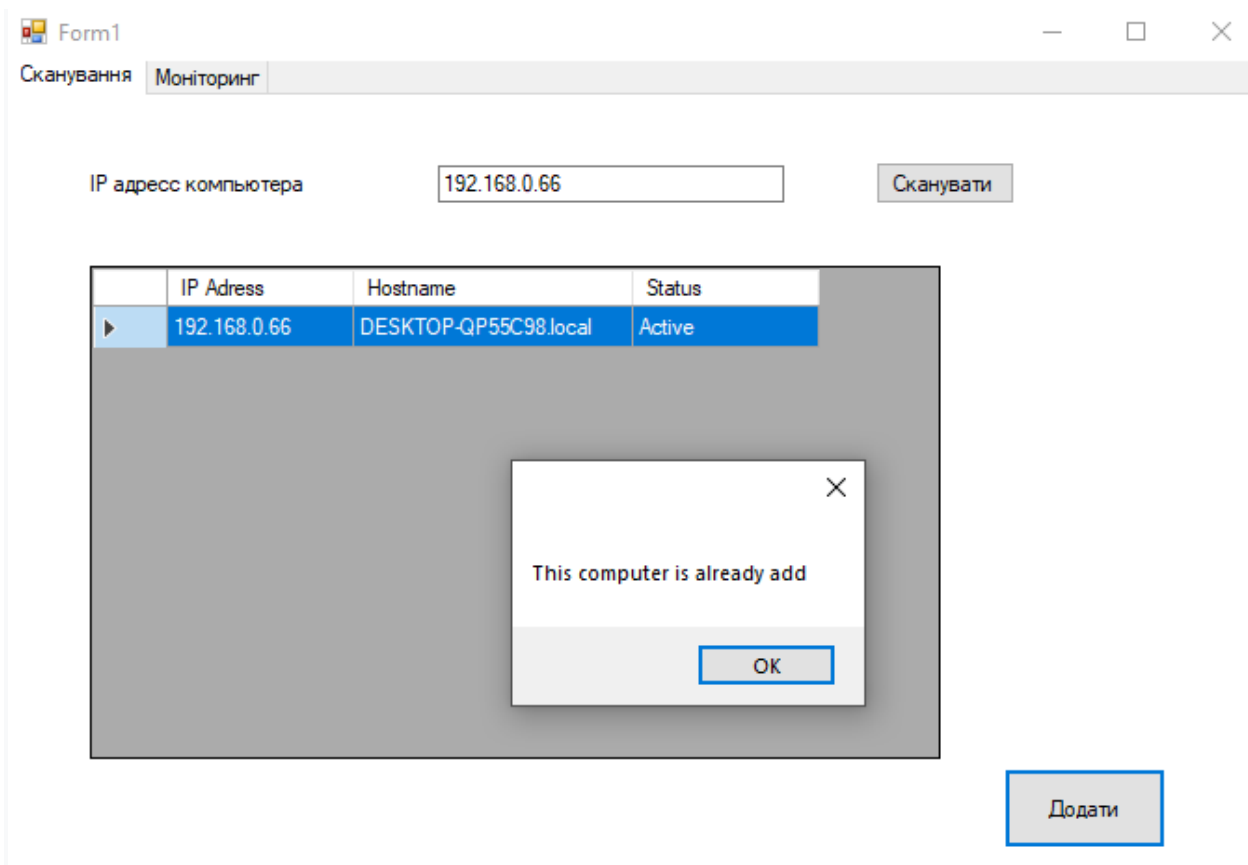 Form1
Сканування Моніторинг
IP адресс компьютера 192.168.0.66 Сканувати
IP Adress Hostname Status
192.168.0.66 DESKTOP-QP55C98.local Active
This computer is already add
OK
Додати